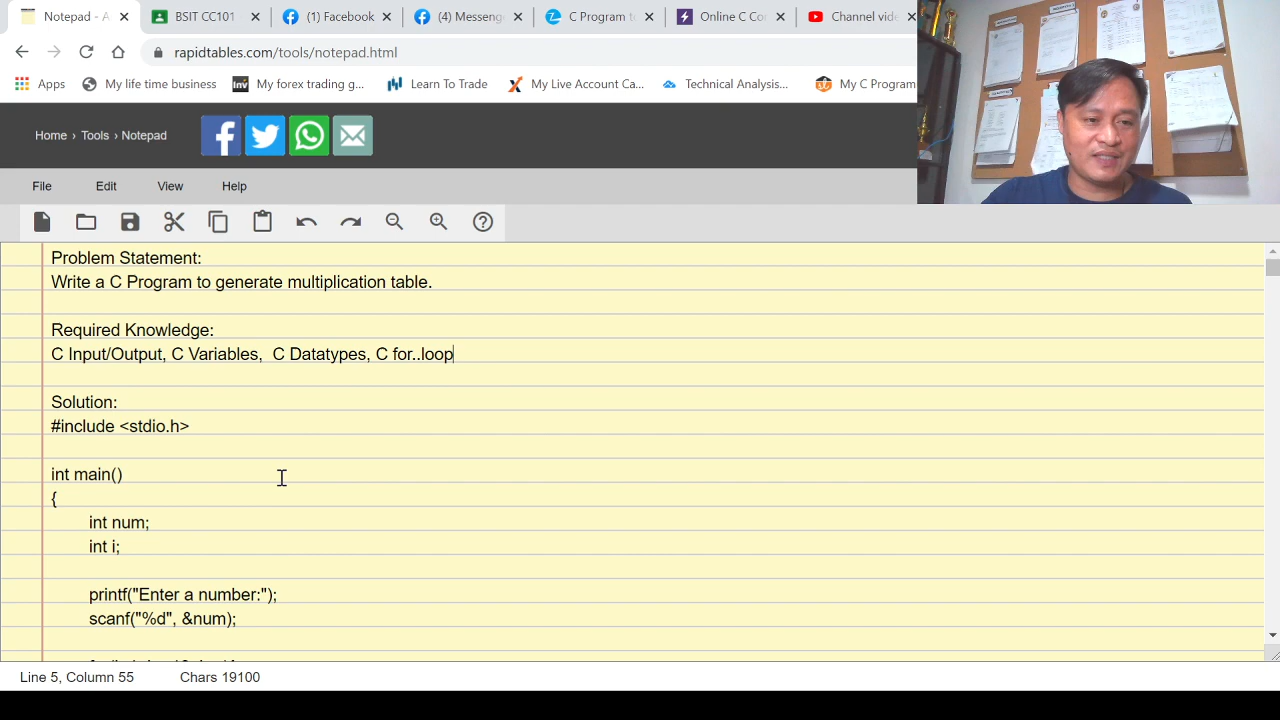 Notepad - A
BSIT CC101
(1) Facebook
(4) Messeng
C Program t
Online C Co
Channel vide
rapidtables.com/tools/notepad.html
Apps
My life time business
inv
My forex trading g...
Learn To Trade
My Live Account Ca...
Technical Analysis...
My C Program
Home › Tools › Notepad
File
Edit
View
Help
Problem Statement:
Write a C Program to generate multiplication table.
Required Knowledge:
C Input/Output, C Variables,  C Datatypes, C for..loop
Solution:
#include <stdio.h>
int main()
{
int num;
int i;
printf("Enter a number:");
scanf("%d", &num);
Line 5, Column 55
Chars 19100